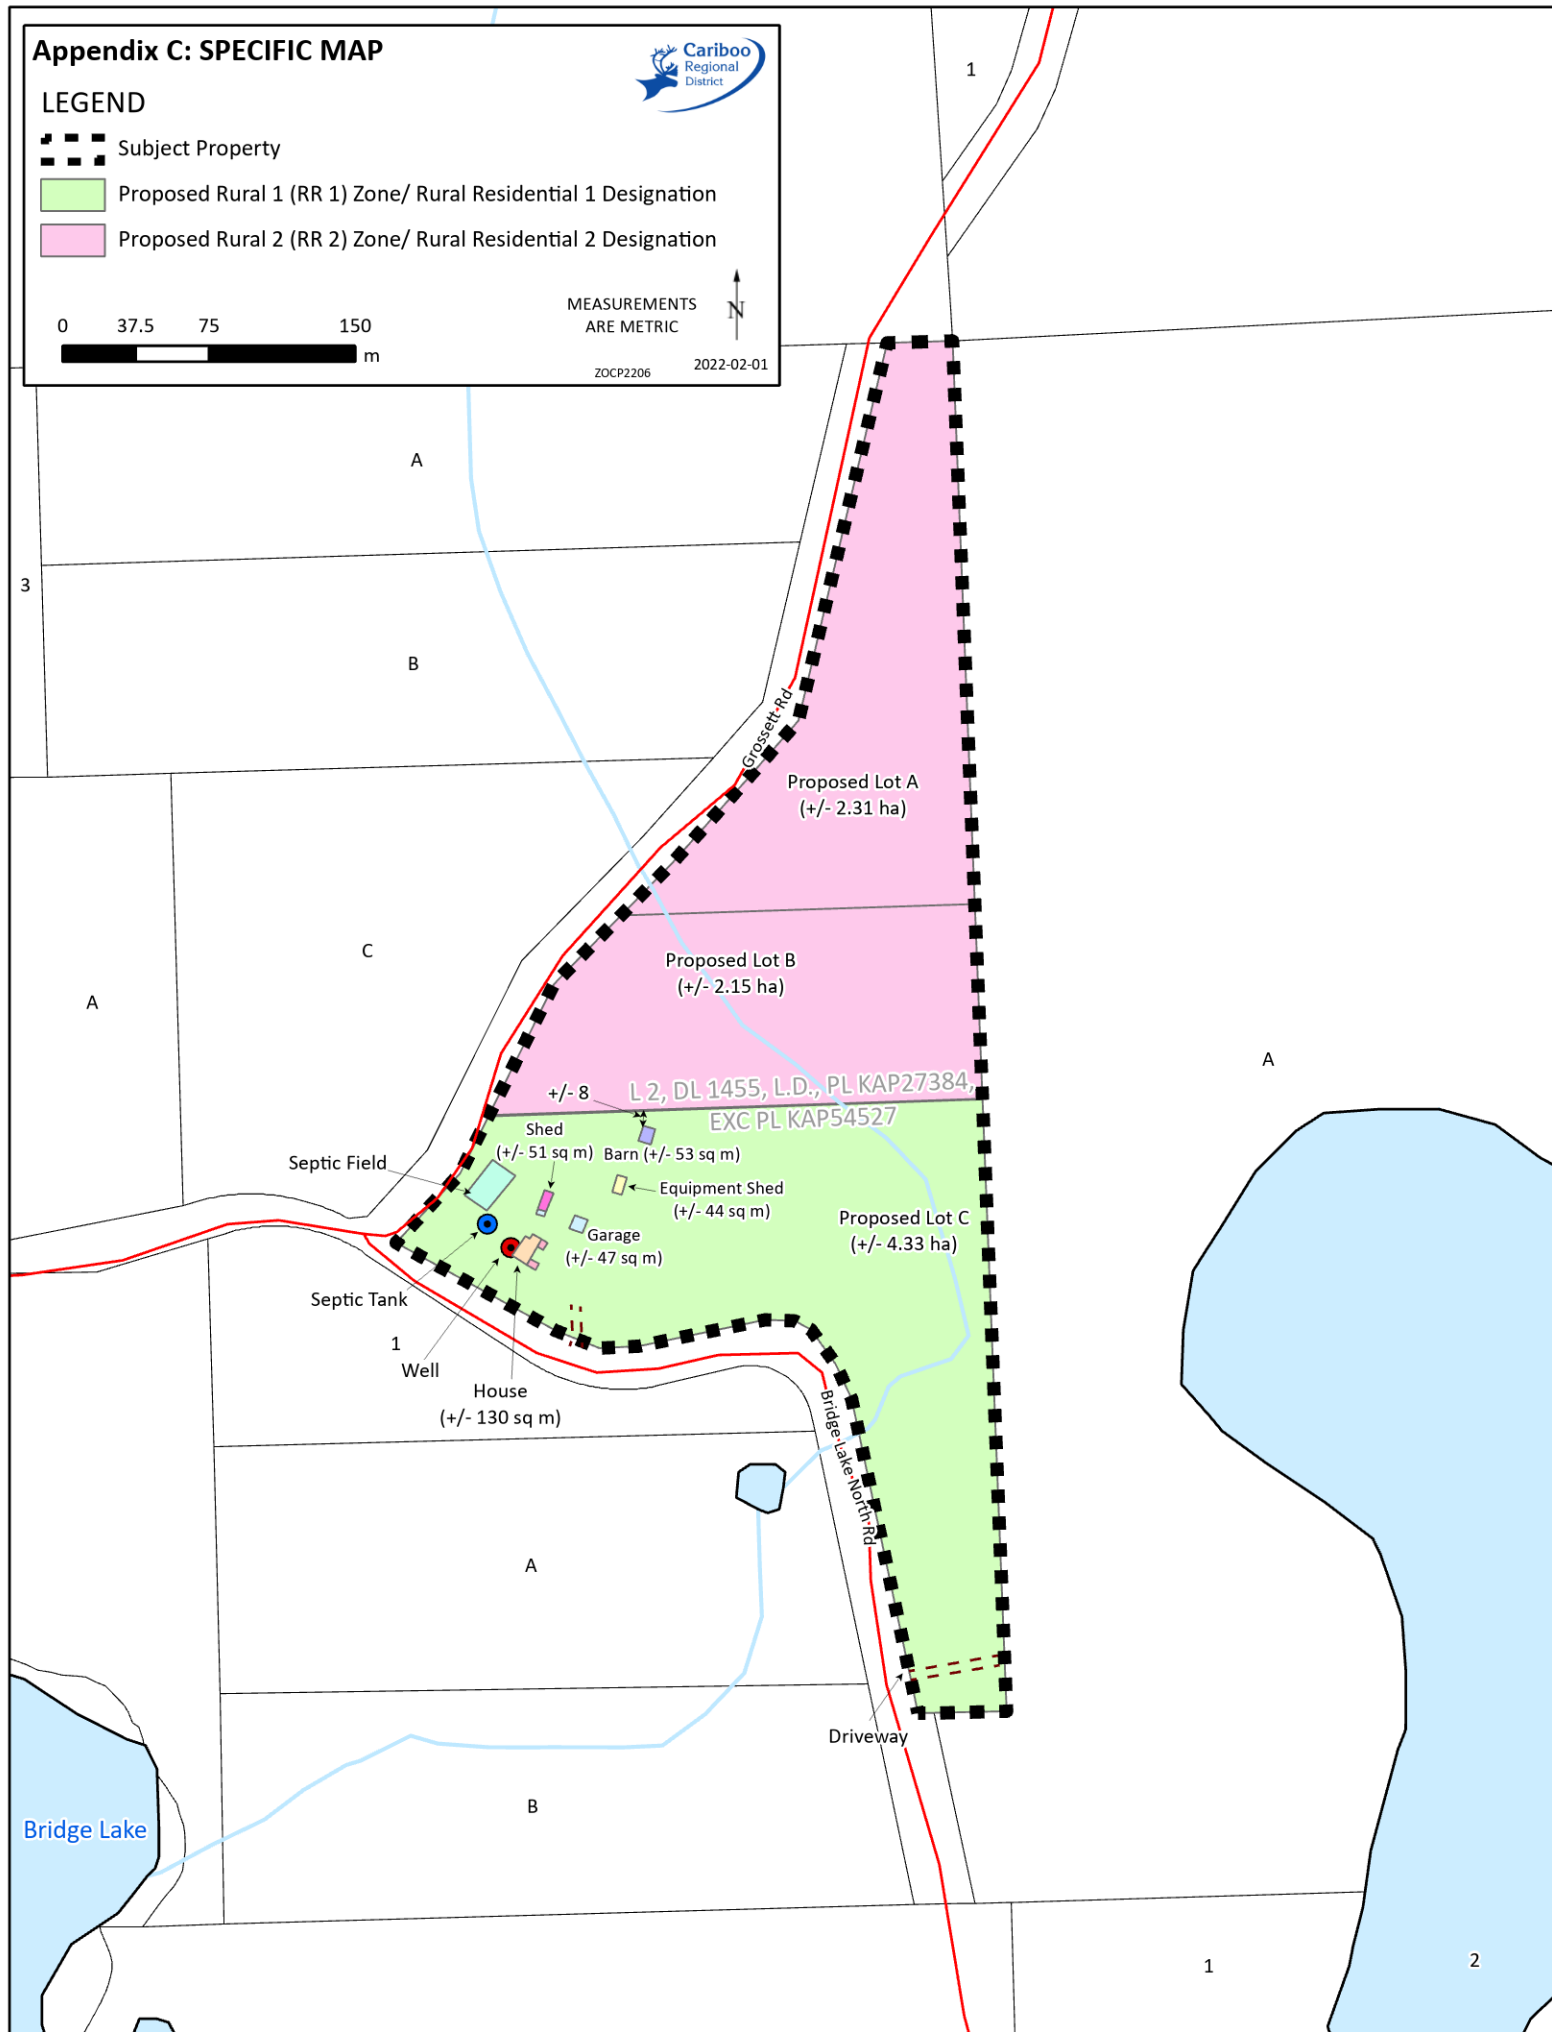 Appendix C: SPECIFIC MAP
Cariboo
Regional
District
LEGEND
Subject Property
Proposed Rural 1 (RR 1) Zone/ Rural Residential 1 Designation
Proposed Rural 2 (RR 2) Zone/ Rural Residential 2 Designation
MEASUREMENTS
ARE METRIC
N
0 37.5 75 150
m
ZOCP2206
2022-02-01
1
A
3
B
Grossett Rd
Proposed Lot A
(+/- 2.31 ha)
C
A
Proposed Lot B
(+/- 2.15 ha)
A
L 2, DL 1455, L.D., PL KAP27384,
EXC PL KAP54527
+/- 8
Shed
(+/- 51 sq m)
Barn (+/- 53 sq m)
Septic Field
Equipment Shed
(+/- 44 sq m)
Proposed Lot C
(+/- 4.33 ha)
Garage
(+/- 47 sq m)
Septic Tank
1
Well
House
(+/- 130 sq m)
Bridge Lake North Rd
A
Driveway
B
Bridge Lake
1
2